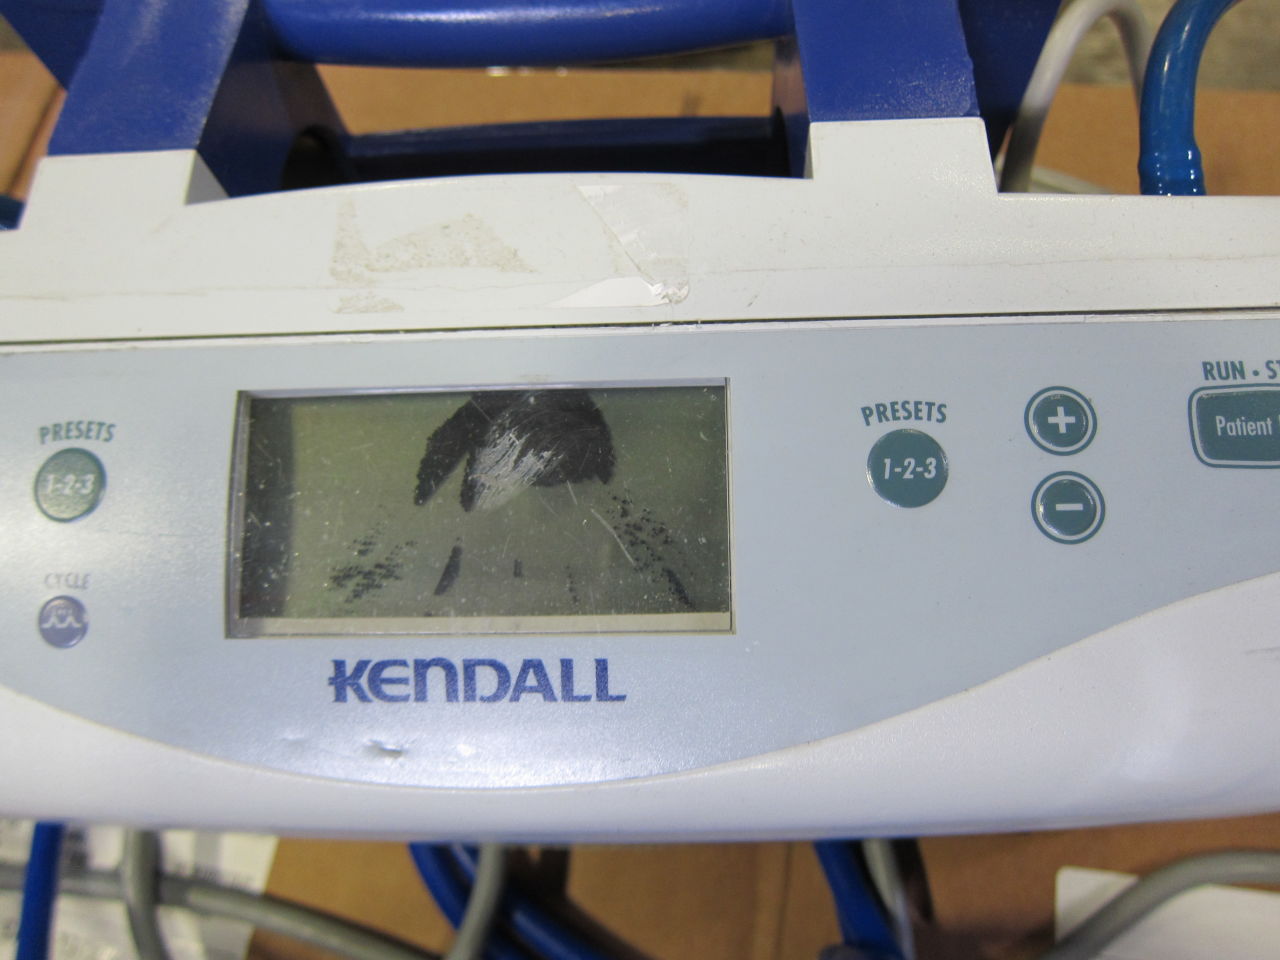 PRESETS
1-2-3
CYCLE
KENDALL
PRESETS
1-2-3
+
−
RUN • ST
Patient